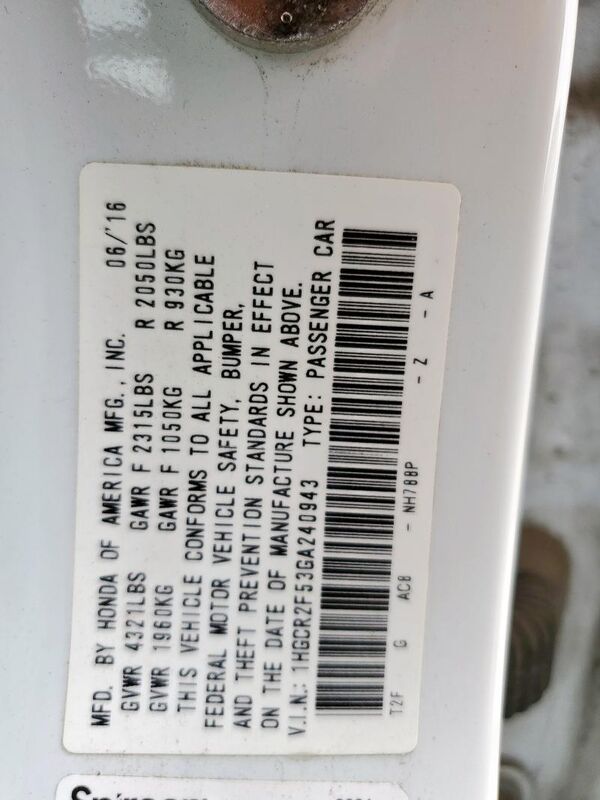 MFD. BY HONDA OF AMERICA MFG., INC. 06/'16
GVWR 4321LBS GAWR F 2315LBS R 2050LBS
GVWR 1960KG GAWR F 1050KG R 930KG
THIS VEHICLE CONFORMS TO ALL APPLICABLE
FEDERAL MOTOR VEHICLE SAFETY, BUMPER,
AND THEFT PREVENTION STANDARDS IN EFFECT
ON THE DATE OF MANUFACTURE SHOWN ABOVE.
V.I.N.: 1HGCR2F53GA240943 TYPE: PASSENGER CAR
T2F G AC8 - NH788P - Z - A